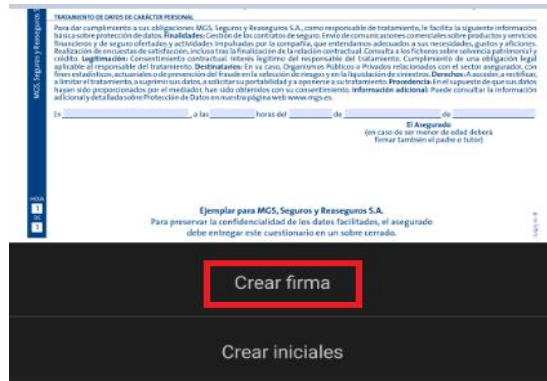 TRATAMIENTO DE DATOS DE CARÁCTER PERSONAL
Para dar cumplimiento a sus obligaciones MGS, Seguros y Reaseguros S.A., como responsable de tratamiento, le facilita la siguiente información
básica sobre protección de datos. Finalidades: Gestión de los contratos de seguro. Envío de comunicaciones comerciales sobre productos y servicios
financieros y de seguro ofertadas y actividades impulsadas por la compañía, que entendamos adecuados a sus necesidades, gustos y aficiones.
Realización de encuestas de satisfacción, inclusa tras la finalización de la relación contractual. Consulta a los ficheros sobre solvencia patrimonial y
crédito. Legitimación: Consentimiento contractual. Interés legítimo del responsable del tratamiento. Cumplimiento de una obligación legal
aplicable al responsable del tratamiento. Destinatarios: En su caso, Organismos Públicos o Privados relacionados con el sector asegurador, con
fines estadísticos, actuariales o de prevención del fraude en la selección de riesgo y en la liquidación de siniestros. Derechos: A acceder, a rectificar,
a limitar el tratamiento, a suprimir sus datos, a solicitar su portabilidad y a oponerse a su tratamiento. Procedencia: En el supuesto de que sus datos
hayan sido proporcionados por el mediador, han sido obtenidos con su consentimiento. Información adicional: Puede consultar la información
adicional y detallada sobre Protección de Datos en nuestra página web www.mgs.es.
En , a las horas del de de
El Asegurado
(en caso de ser menor de edad deberá
firmar también el padre o tutor)
MGS, Seguros y Reaseguros S
HOJA
1
DE
1
Ejemplar para MGS, Seguros y Reaseguros S.A.
Para preservar la confidencialidad de los datos facilitados, el asegurado
debe entregar este cuestionario en un sobre cerrado.
Crear firma
Crear iniciales